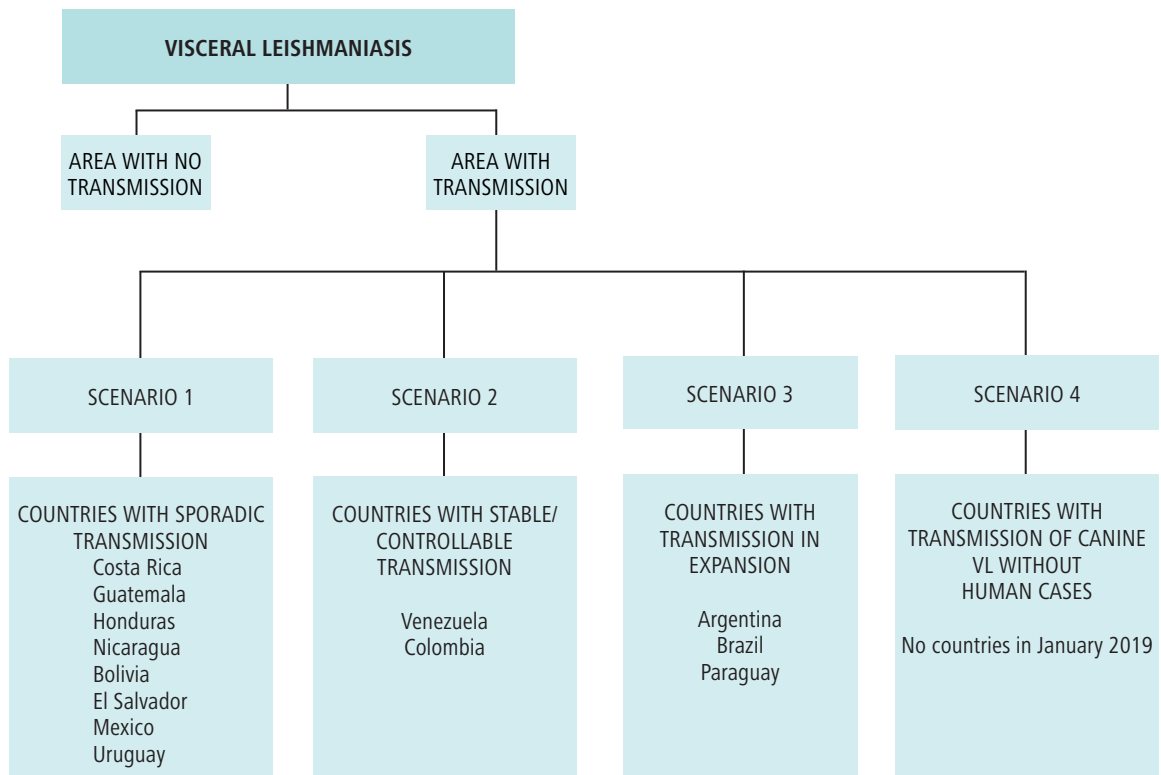 VISCERAL LEISHMANIASIS
AREA WITH NO
TRANSMISSION
AREA WITH
TRANSMISSION
SCENARIO 1
SCENARIO 2
SCENARIO 3
SCENARIO 4
COUNTRIES WITH SPORADIC
TRANSMISSION
Costa Rica
Guatemala
Honduras
Nicaragua
Bolivia
El Salvador
Mexico
Uruguay
COUNTRIES WITH STABLE/
CONTROLLABLE
TRANSMISSION
Venezuela
Colombia
COUNTRIES WITH
TRANSMISSION IN
EXPANSION
Argentina
Brazil
Paraguay
COUNTRIES WITH
TRANSMISSION OF CANINE
VL WITHOUT
HUMAN CASES
No countries in January 2019